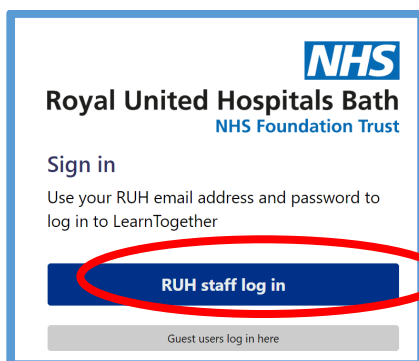 NHS
Royal United Hospitals Bath
NHS Foundation Trust
Sign in
Use your RUH email address and password to
log in to LearnTogether
RUH staff log in
Guest users log in here